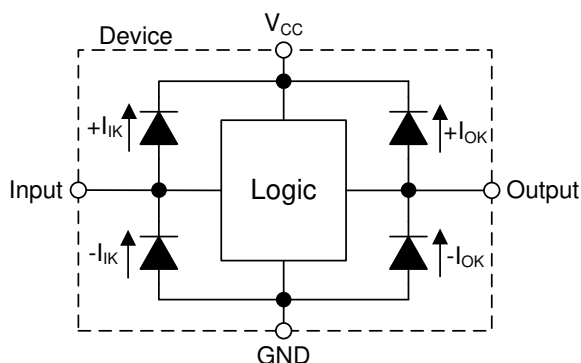 V_CC
Device
+I_IK
+I_OK
Input
Logic
Output
-I_IK
-I_OK
GND